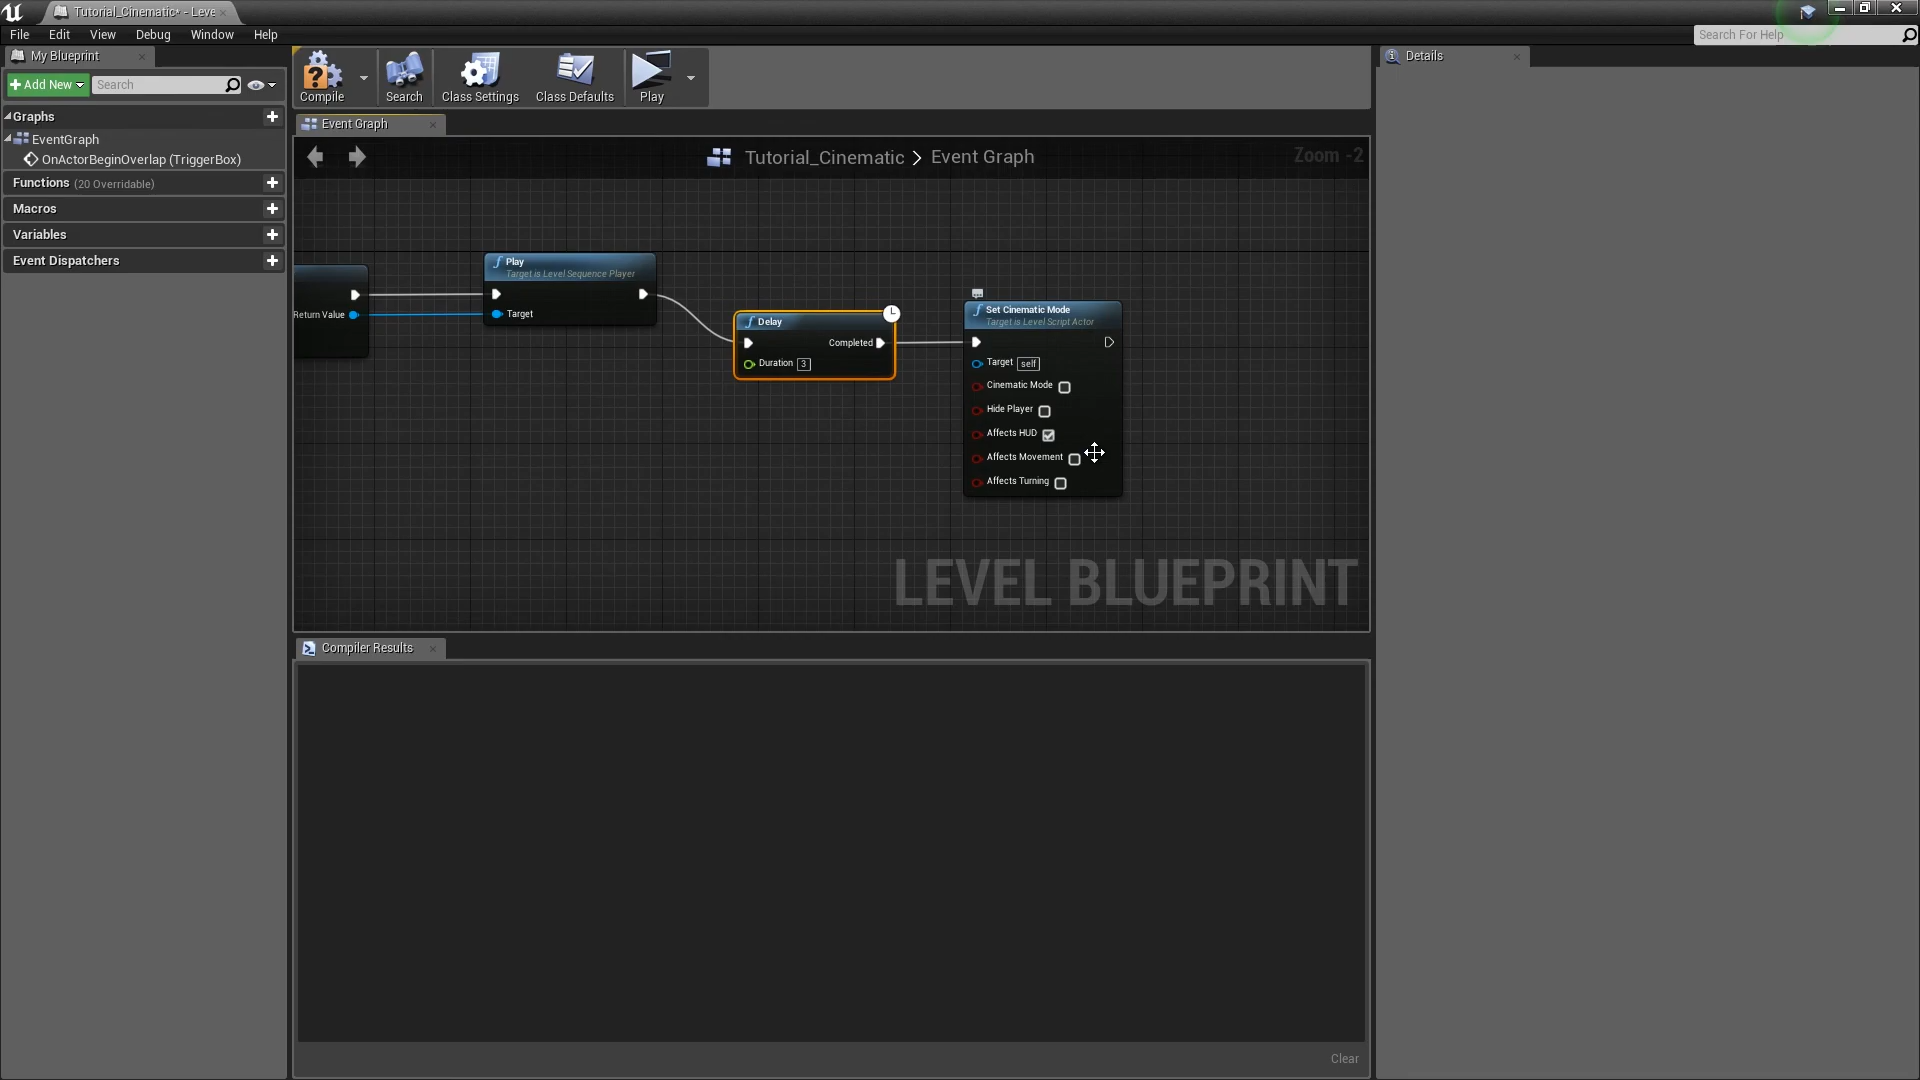 Tutorial_Cinematic* - Leve
File Edit View Debug Window Help
Search For Help
My Blueprint
Details
Add New
Search
Compile
Search
Class Settings
Class Defaults
Play
Graphs
EventGraph
OnActorBeginOverlap (TriggerBox)
Functions (20 Overridable)
Macros
Variables
Event Dispatchers
Event Graph
Tutorial_Cinematic > Event Graph
Zoom -2
Return Value
Play
Target is Level Sequence Player
Target
Delay
Completed
Duration 3
Set Cinematic Mode
Target is Level Script Actor
Target self
Cinematic Mode
Hide Player
Affects HUD
Affects Movement
Affects Turning
LEVEL BLUEPRINT
Compiler Results
Clear